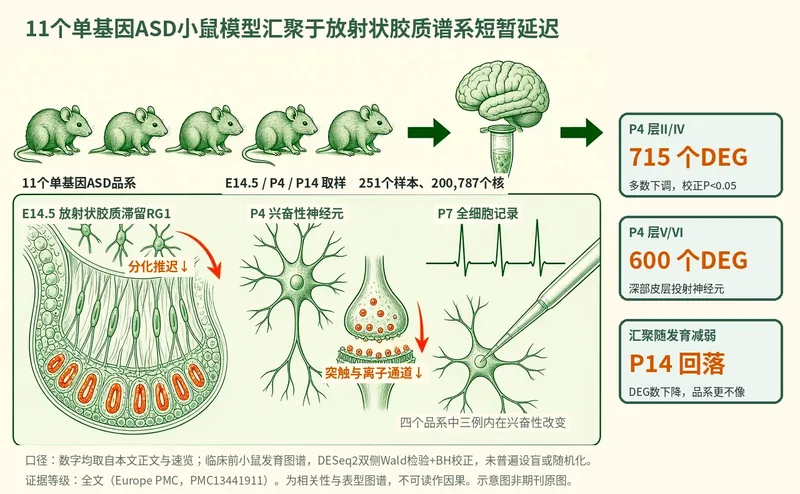 11个单基因ASD小鼠模型汇聚于放射状胶质谱系短暂延迟
11个单基因ASD品系
E14.5 / P4 / P14 取样
251个样本、200,787个核
E14.5 放射状胶质滞留RG1
分化推迟↓
P4 兴奋性神经元
突触与离子通道↓
P7 全细胞记录
四个品系中三例内在兴奋性改变
P4 层II/IV
715 个DEG
多数下调，校正P<0.05
P4 层V/VI
600 个DEG
深部皮层投射神经元
汇聚随发育减弱
P14 回落
DEG数下降，品系更不像
口径：数字均取自本文正文与速览；临床前小鼠发育图谱，DESeq2双侧Wald检验+BH校正，未普遍设盲或随机化。
证据等级：全文（Europe PMC，PMC13441911）。为相关性与表型图谱，不可读作因果。示意图非期刊原图。